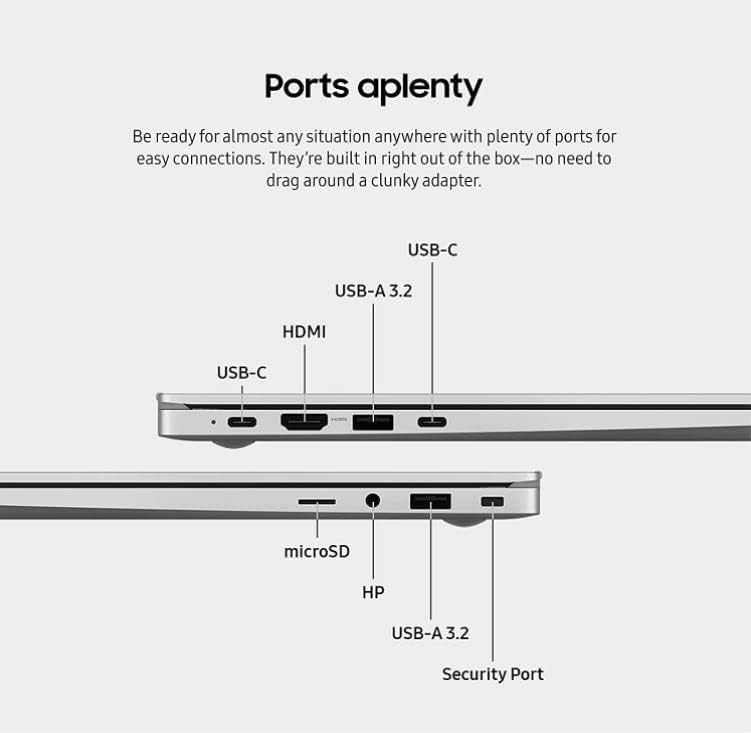 Ports aplenty
Be ready for almost any situation anywhere with plenty of ports for
easy connections. They're built in right out of the box—no need to
drag around a clunky adapter.
USB-C
USB-A 3.2
HDMI
USB-C
microSD
HP
USB-A 3.2
Security Port